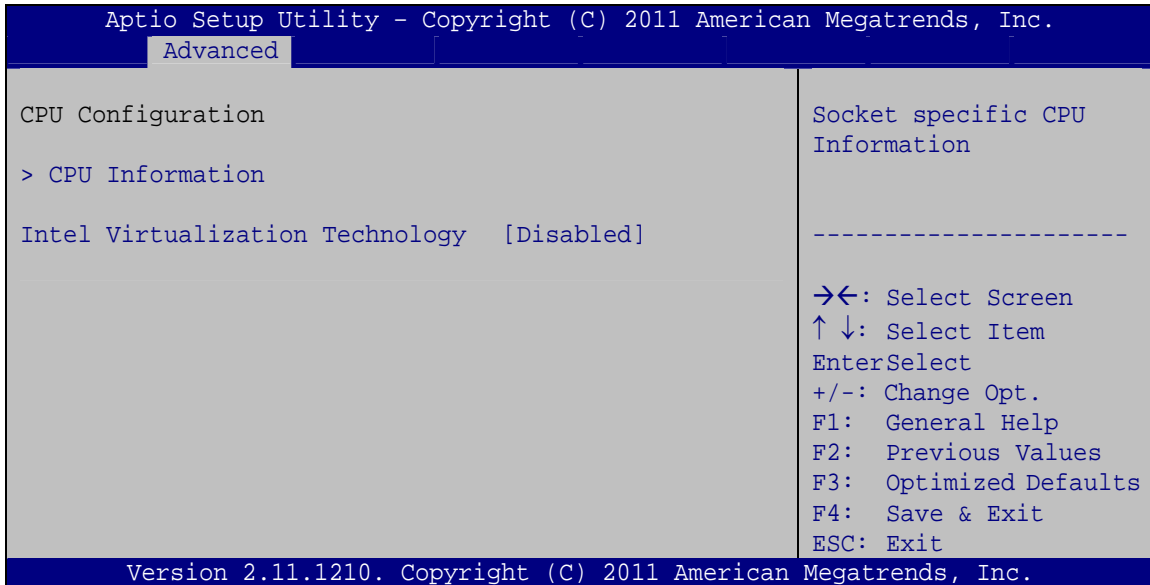 Aptio Setup Utility – Copyright (C) 2011 American Megatrends, Inc.
Advanced
CPU Configuration
> CPU Information
Intel Virtualization Technology [Disabled]
Socket specific CPU
Information
----------------------
→←: Select Screen
↑ ↓: Select Item
EnterSelect
+/-: Change Opt.
F1: General Help
F2: Previous Values
F3: Optimized Defaults
F4: Save & Exit
ESC: Exit
Version 2.11.1210. Copyright (C) 2011 American Megatrends, Inc.